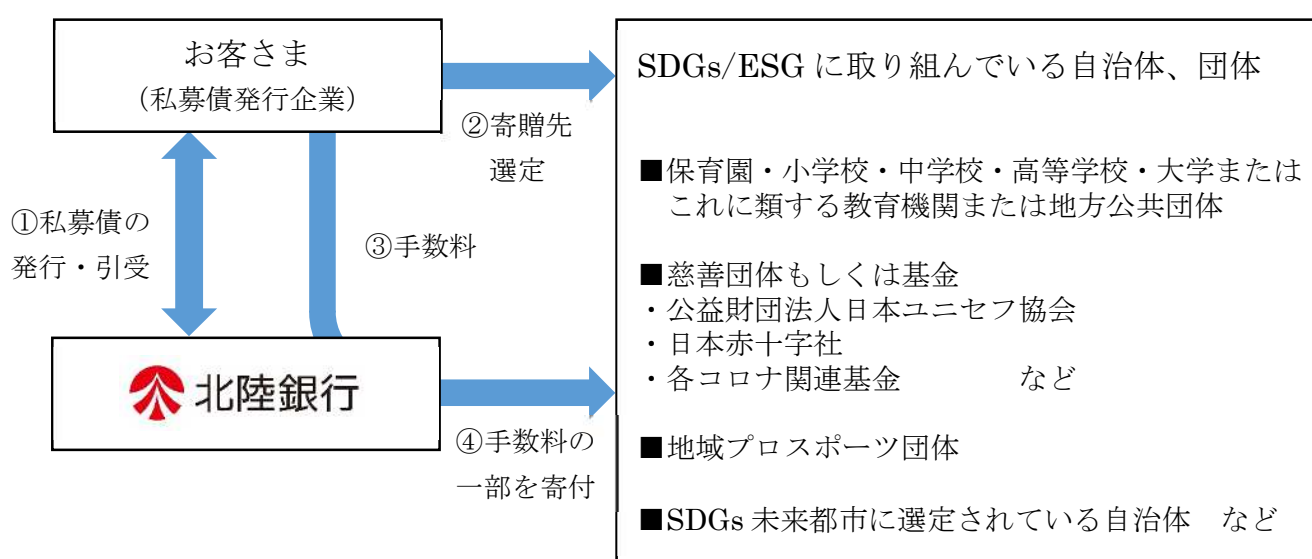 お客さま
(私募債発行企業)
①私募債の
発行・引受
②寄贈先
選定
③手数料
北陸銀行
④手数料の
一部を寄付
SDGs/ESG に取り組んでいる自治体、団体
■保育園・小学校・中学校・高等学校・大学または
これに類する教育機関または地方公共団体
■慈善団体もしくは基金
・公益財団法人日本ユニセフ協会
・日本赤十字社
・各コロナ関連基金　　　など
■地域プロスポーツ団体
■SDGs 未来都市に選定されている自治体　など